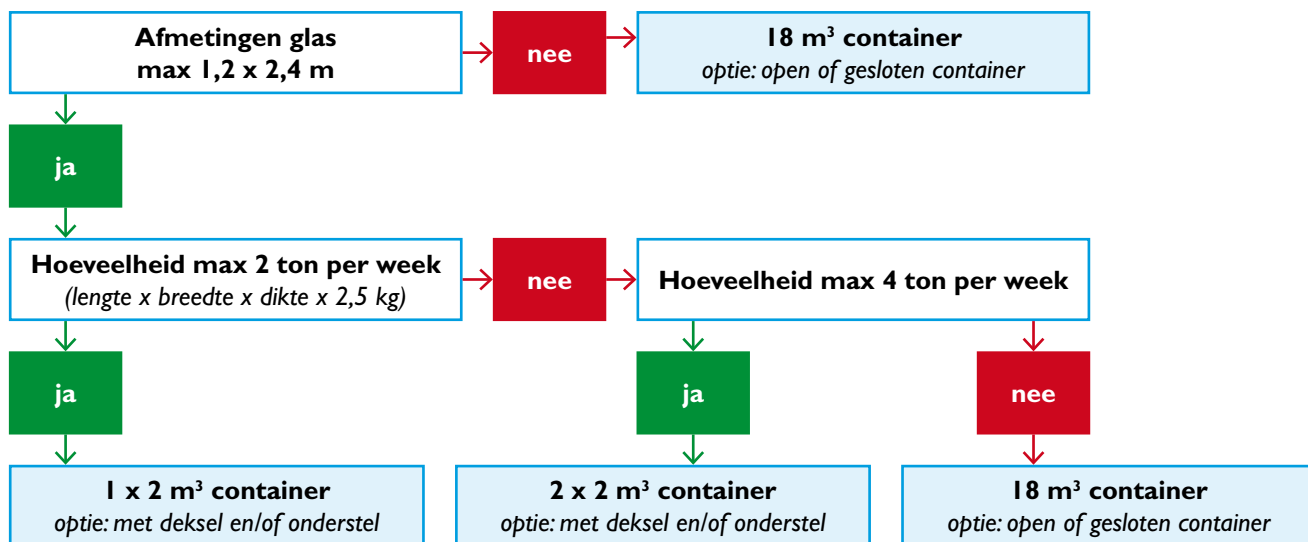 Afmetingen glas
max 1,2 x 2,4 m
nee
18 m³ container
optie: open of gesloten container
ja
Hoeveelheid max 2 ton per week
(lengte x breedte x dikte x 2,5 kg)
nee
Hoeveelheid max 4 ton per week
ja
ja
nee
1 x 2 m³ container
optie: met deksel en/of onderstel
2 x 2 m³ container
optie: met deksel en/of onderstel
18 m³ container
optie: open of gesloten container